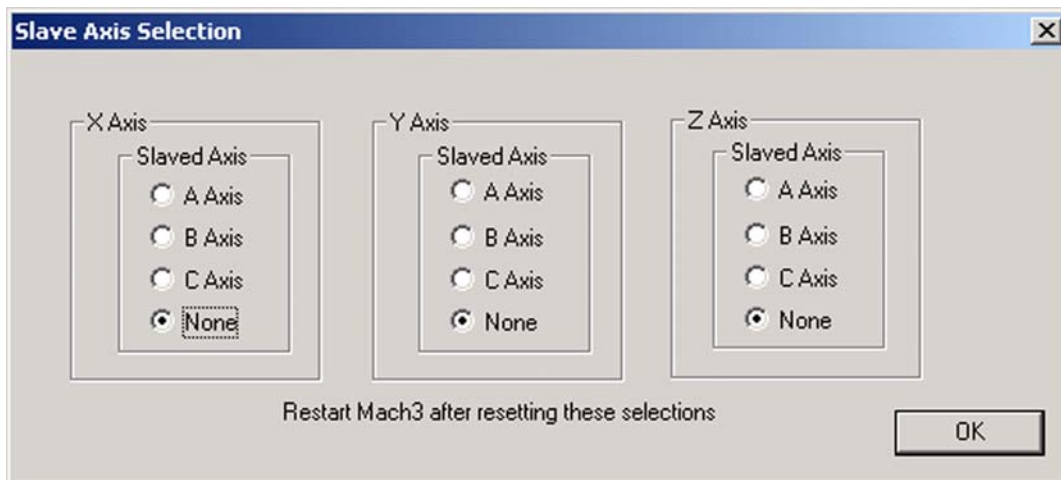 Slave Axis Selection
X Axis
Slaved Axis
A Axis
B Axis
C Axis
None
Y Axis
Slaved Axis
A Axis
B Axis
C Axis
None
Z Axis
Slaved Axis
A Axis
B Axis
C Axis
None
Restart Mach3 after resetting these selections
OK